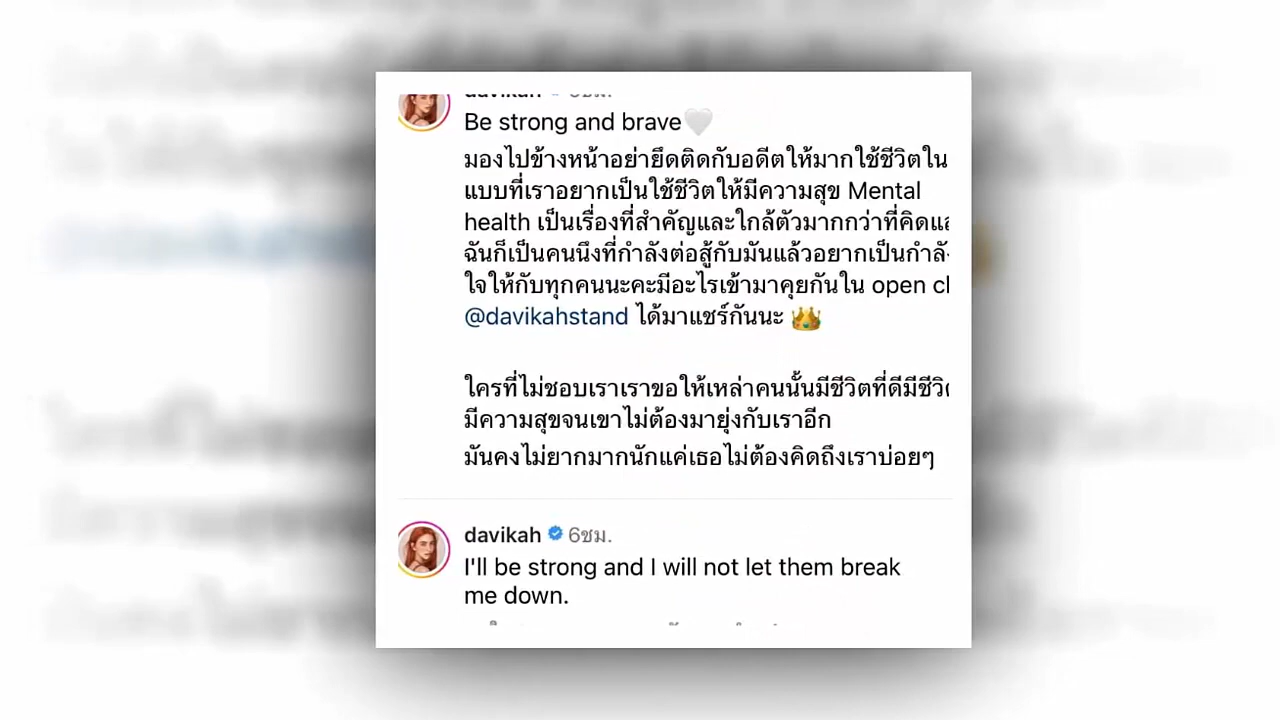 davikah
Be strong and brave🤍
มองไปข้างหน้าอย่ายึดติดกับอดีตให้มากใช้ชีวิตใน
แบบที่เราอยากเป็นใช้ชีวิตให้มีความสุข Mental
health เป็นเรื่องที่สำคัญและใกล้ตัวมากกว่าที่คิด
ฉันก็เป็นคนนึงที่กำลังต่อสู้กับมันแล้วอยากเป็น
ใจให้กับทุกคนนะคะมีอะไรเข้ามาคุยกันใน open
@davikahstand ได้มาแชร์กันนะ 👑
ใครที่ไม่ชอบเราเราขอให้เหล่าคนนั้นมีชีวิตที่ดี
มีความสุขจนเขาไม่ต้องมายุ่งกับเราอีก
มันคงไม่ยากมากนักแค่เธอไม่ต้องคิดถึงเราบ่อยๆ
davikah 6ชม.
I'll be strong and I will not let them break
me down.